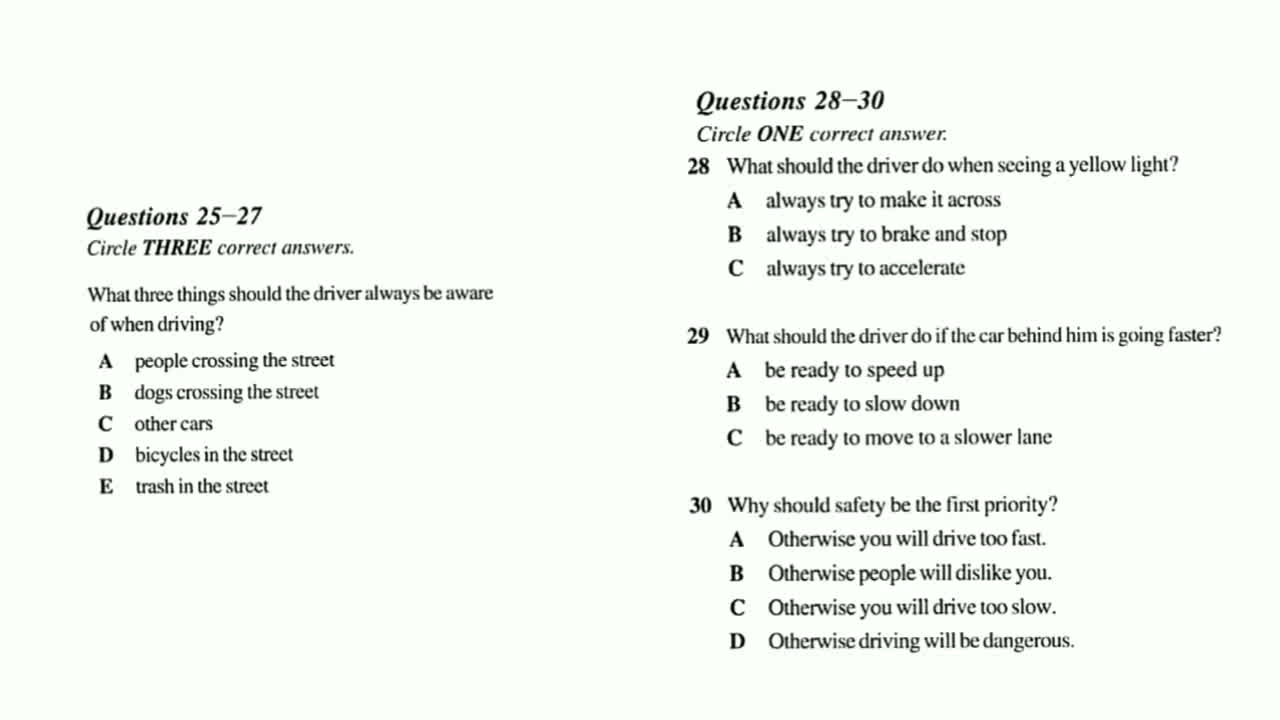 Questions 25–27
Circle THREE correct answers.
What three things should the driver always be aware
of when driving?
A people crossing the street
B dogs crossing the street
C other cars
D bicycles in the street
E trash in the street
Questions 28–30
Circle ONE correct answer.
28 What should the driver do when seeing a yellow light?
A always try to make it across
B always try to brake and stop
C always try to accelerate
29 What should the driver do if the car behind him is going faster?
A be ready to speed up
B be ready to slow down
C be ready to move to a slower lane
30 Why should safety be the first priority?
A Otherwise you will drive too fast.
B Otherwise people will dislike you.
C Otherwise you will drive too slow.
D Otherwise driving will be dangerous.